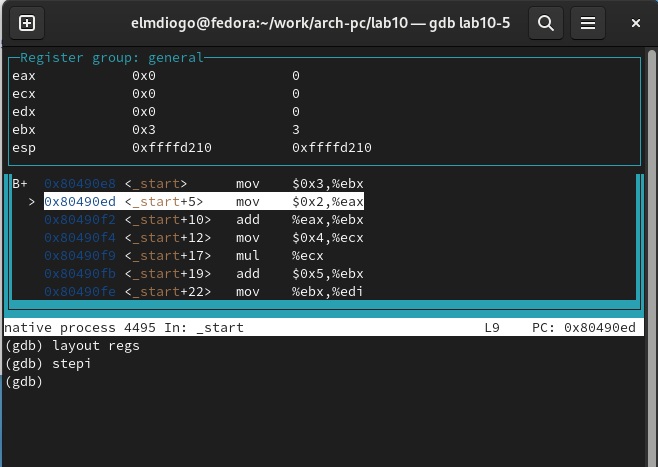 elmdiogo@fedora:~/work/arch-pc/lab10 — gdb lab10-5
Register group: general
eax 0x0 0
ecx 0x0 0
edx 0x0 0
ebx 0x3 3
esp 0xffffd210 0xffffd210
B+ 0x80490e8 <_start> mov $0x3,%ebx
> 0x80490ed <_start+5> mov $0x2,%eax
0x80490f2 <_start+10> add %eax,%ebx
0x80490f4 <_start+12> mov $0x4,%ecx
0x80490f9 <_start+17> mul %ecx
0x80490fb <_start+19> add $0x5,%ebx
0x80490fe <_start+22> mov %ebx,%edi
native process 4495 In: _start L9 PC: 0x80490ed
(gdb) layout regs
(gdb) stepi
(gdb)